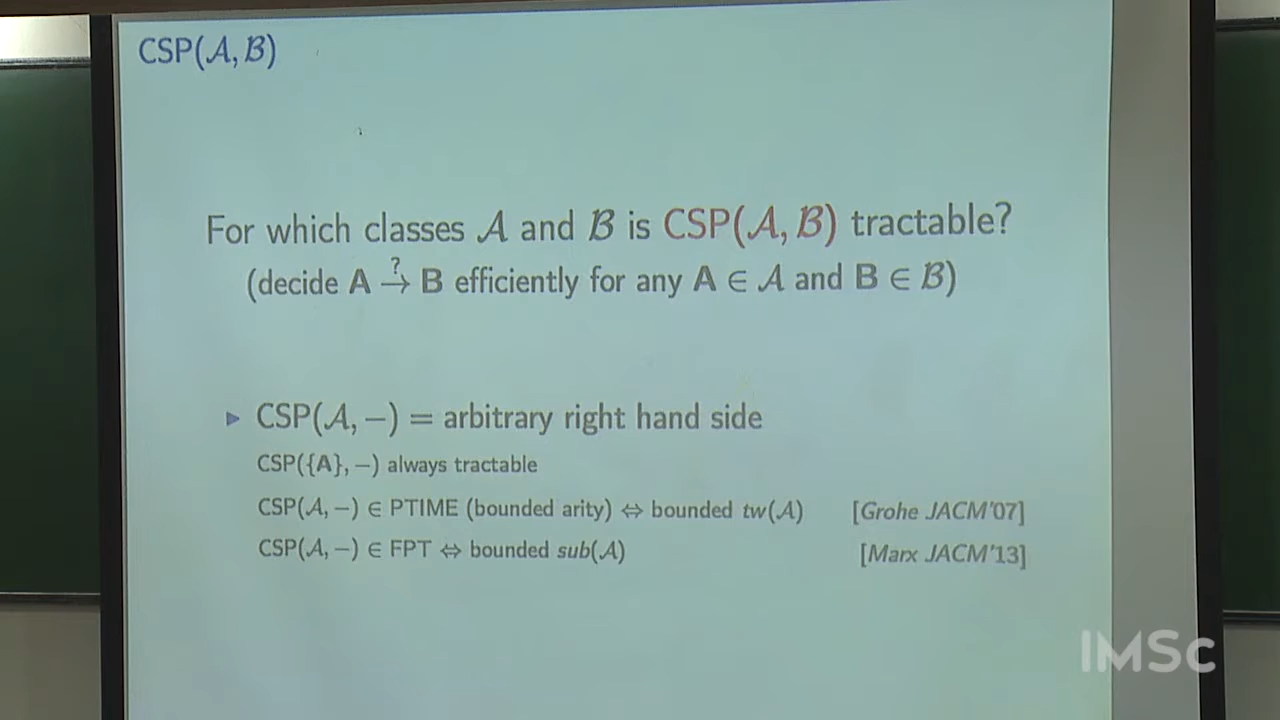 CSP(𝒜, ℬ)
For which classes 𝒜 and ℬ is CSP(𝒜, ℬ) tractable?
(decide A →? B efficiently for any A ∈ 𝒜 and B ∈ ℬ)
▶ CSP(𝒜, −) = arbitrary right hand side
CSP({A}, −) always tractable
CSP(𝒜, −) ∈ PTIME (bounded arity) ⇔ bounded tw(𝒜) [Grohe JACM'07]
CSP(𝒜, −) ∈ FPT ⇔ bounded sub(𝒜) [Marx JACM'13]
IMSc